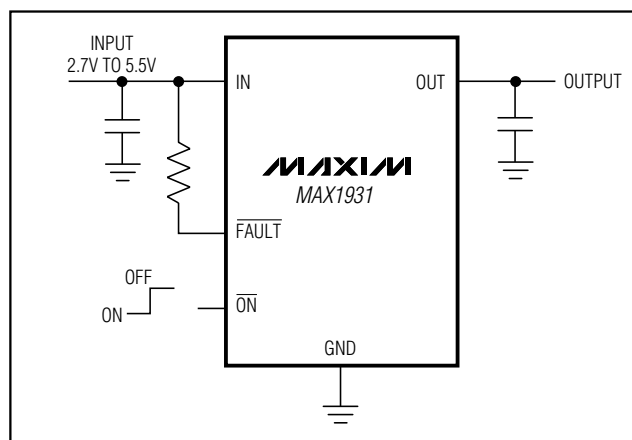 INPUT
2.7V TO 5.5V
IN
OUT
OUTPUT
MAXIM
MAX1931
FAULT
OFF
ON
ON
GND